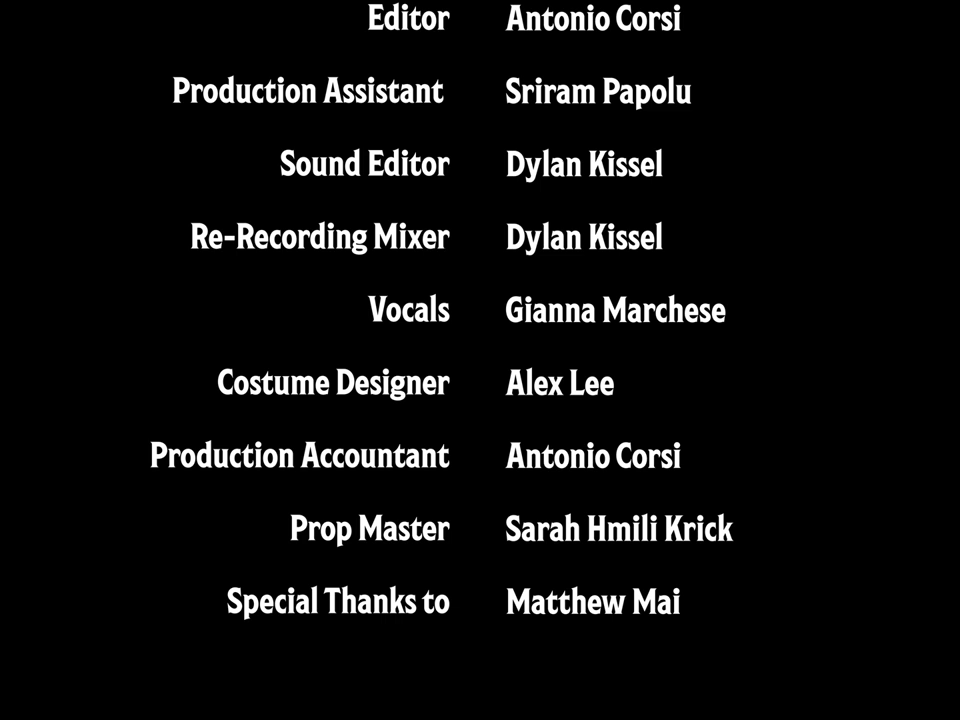 Editor Antonio Corsi
Production Assistant Sriram Papolu
Sound Editor Dylan Kissel
Re-Recording Mixer Dylan Kissel
Vocals Gianna Marchese
Costume Designer Alex Lee
Production Accountant Antonio Corsi
Prop Master Sarah Hmili Krick
Special Thanks to Matthew Mai